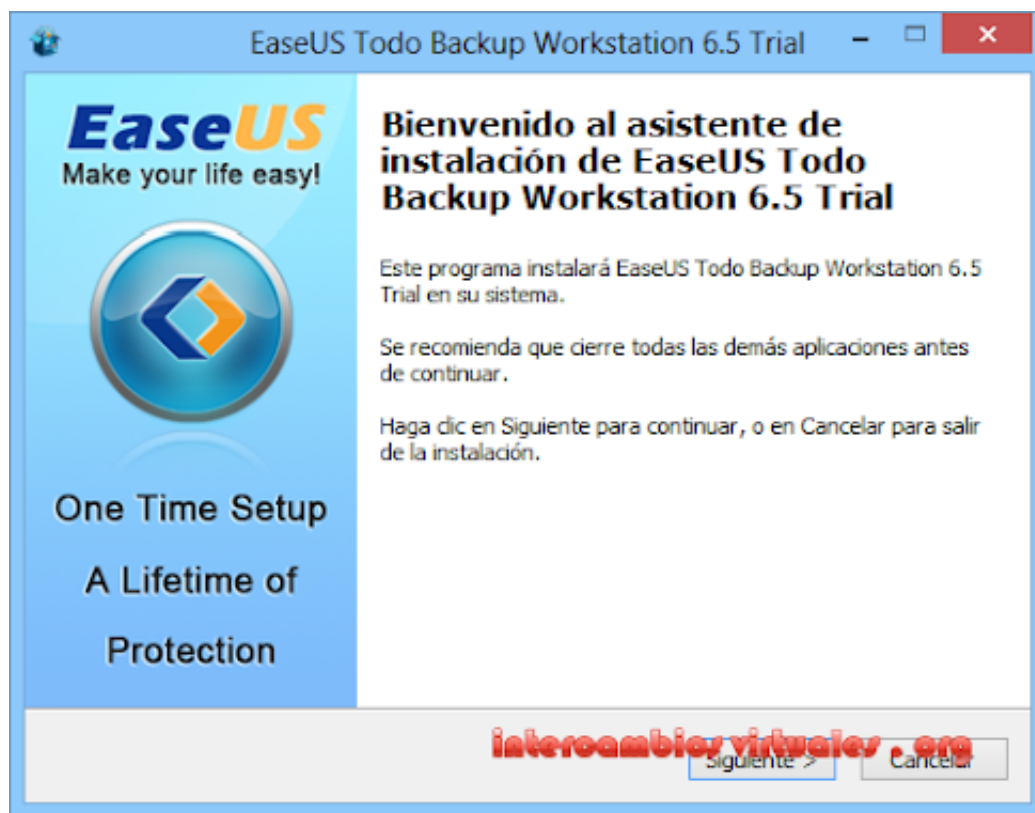 EaseUS Todo Backup Workstation 6.5 Trial
EaseUS
Make your life easy!
One Time Setup
A Lifetime of
Protection
Bienvenido al asistente de
instalación de EaseUS Todo
Backup Workstation 6.5 Trial
Este programa instalará EaseUS Todo Backup Workstation 6.5
Trial en su sistema.
Se recomienda que cierre todas las demás aplicaciones antes
de continuar.
Haga clic en Siguiente para continuar, o en Cancelar para salir
de la instalación.
intercambios virtuales . org
Siguiente >
Cancelar